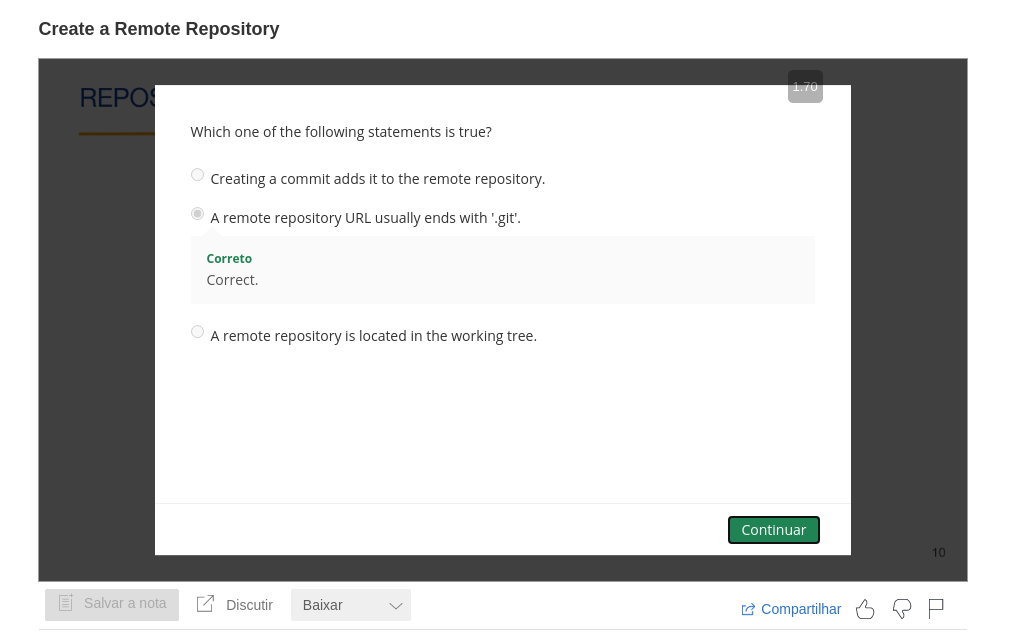 Create a Remote Repository
REPOS
1.70
Which one of the following statements is true?
Creating a commit adds it to the remote repository.
A remote repository URL usually ends with '.git'.
Correto
Correct.
A remote repository is located in the working tree.
Continuar
10
Salvar a nota
Discutir
Baixar
Compartilhar